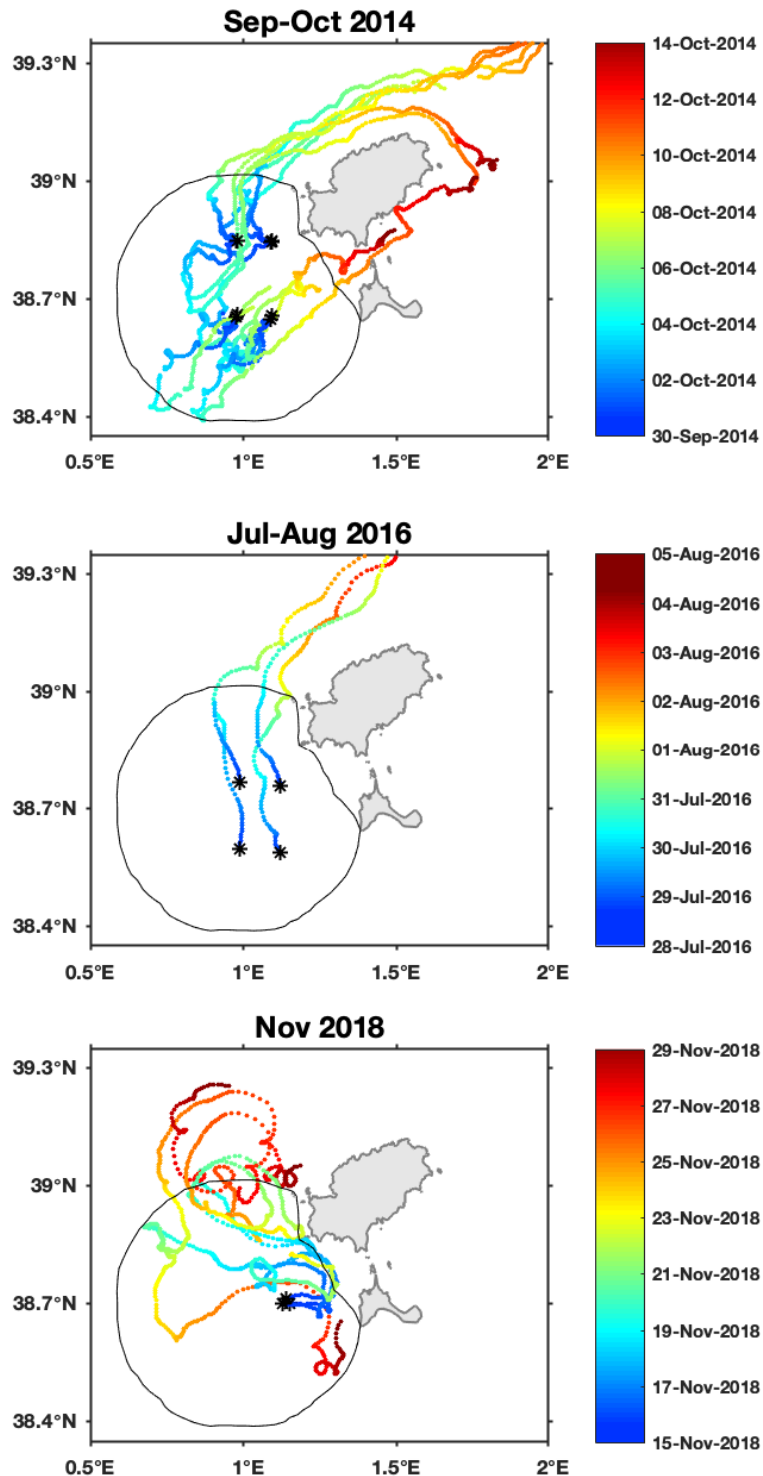 Sep-Oct 2014
39.3°N
39°N
38.7°N
38.4°N
0.5°E 1°E 1.5°E 2°E
14-Oct-2014
12-Oct-2014
10-Oct-2014
08-Oct-2014
06-Oct-2014
04-Oct-2014
02-Oct-2014
30-Sep-2014
Jul-Aug 2016
39.3°N
39°N
38.7°N
38.4°N
0.5°E 1°E 1.5°E 2°E
05-Aug-2016
04-Aug-2016
03-Aug-2016
02-Aug-2016
01-Aug-2016
31-Jul-2016
30-Jul-2016
29-Jul-2016
28-Jul-2016
Nov 2018
39.3°N
39°N
38.7°N
38.4°N
0.5°E 1°E 1.5°E 2°E
29-Nov-2018
27-Nov-2018
25-Nov-2018
23-Nov-2018
21-Nov-2018
19-Nov-2018
17-Nov-2018
15-Nov-2018